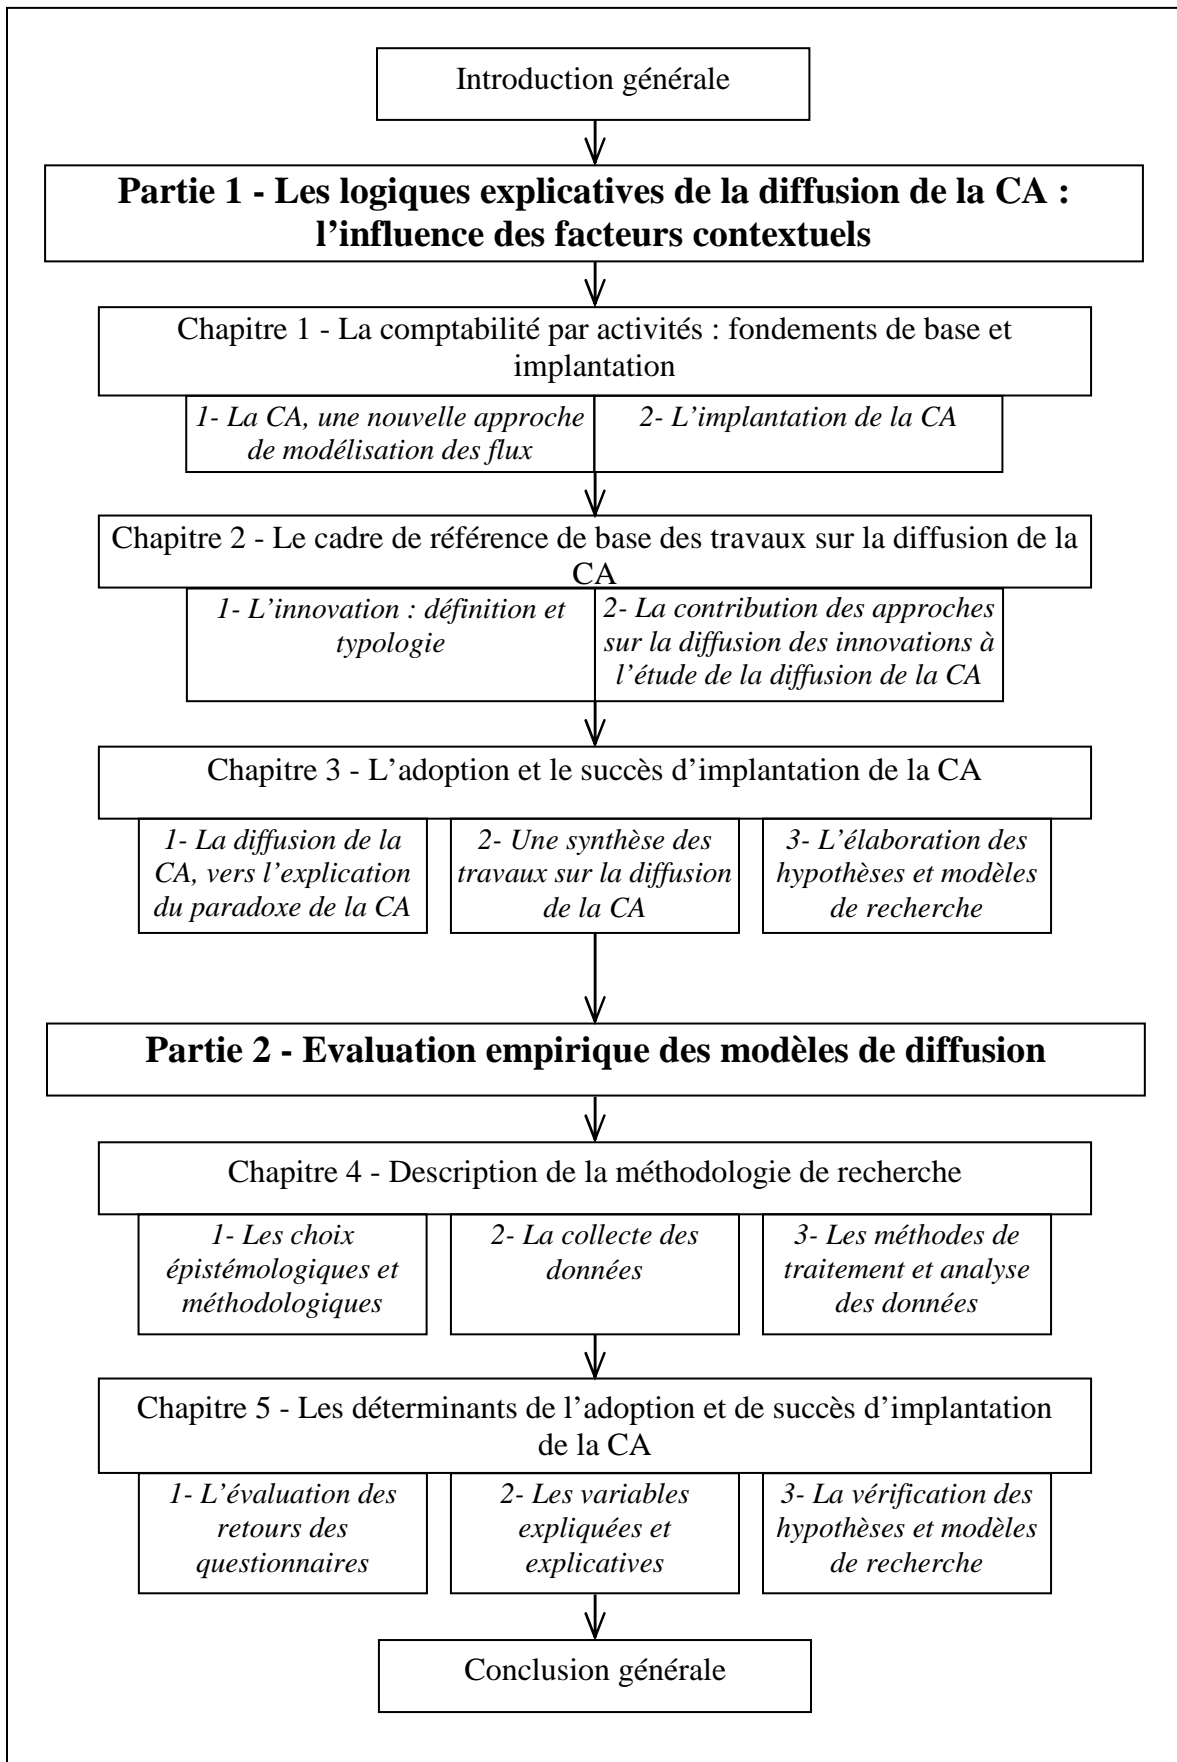 Introduction générale
Partie 1 - Les logiques explicatives de la diffusion de la CA :
l’influence des facteurs contextuels
Chapitre 1 - La comptabilité par activités : fondements de base et
implantation
1- La CA, une nouvelle approche
de modélisation des flux
2- L’implantation de la CA
Chapitre 2 - Le cadre de référence de base des travaux sur la diffusion de la
CA
1- L’innovation : définition et
typologie
2- La contribution des approches
sur la diffusion des innovations à
l’étude de la diffusion de la CA
Chapitre 3 - L’adoption et le succès d’implantation de la CA
1- La diffusion de la
CA, vers l’explication
du paradoxe de la CA
2- Une synthèse des
travaux sur la diffusion
de la CA
3- L’élaboration des
hypothèses et modèles
de recherche
Partie 2 - Evaluation empirique des modèles de diffusion
Chapitre 4 - Description de la méthodologie de recherche
1- Les choix
épistémologiques et
méthodologiques
2- La collecte des
données
3- Les méthodes de
traitement et analyse
des données
Chapitre 5 - Les déterminants de l’adoption et de succès d’implantation
de la CA
1- L’évaluation des
retours des
questionnaires
2- Les variables
expliquées et
explicatives
3- La vérification des
hypothèses et modèles
de recherche
Conclusion générale